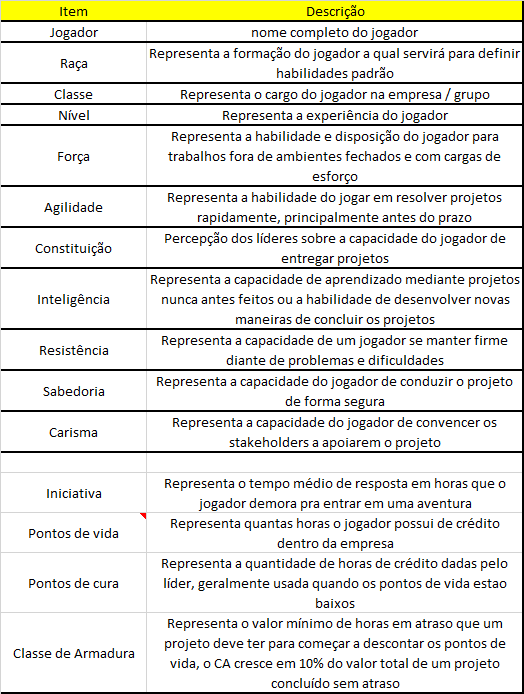 Item Descrição
Jogador nome completo do jogador
Raça Representa a formação do jogador a qual servirá para definir
habilidades padrão
Classe Representa o cargo do jogador na empresa / grupo
Nível Representa a experiência do jogador
Força Representa a habilidade e disposição do jogador para
trabalhos fora de ambientes fechados e com cargas de
esforço
Agilidade Representa a habilidade do jogar em resolver projetos
rapidamente, principalmente antes do prazo
Constituição Percepção dos líderes sobre a capacidade do jogador de
entregar projetos
Inteligência Representa a capacidade de aprendizado mediante projetos
nunca antes feitos ou a habilidade de desenvolver novas
maneiras de concluir os projetos
Resistência Representa a capacidade de um jogador se manter firme
diante de problemas e dificuldades
Sabedoria Representa a capacidade do jogador de conduzir o projeto
de forma segura
Carisma Representa a capacidade do jogador de convencer os
stakeholders a apoiarem o projeto
Iniciativa Representa o tempo médio de resposta em horas que o
jogador demora pra entrar em uma aventura
Pontos de vida Representa quantas horas o jogador possui de crédito
dentro da empresa
Pontos de cura Representa a quantidade de horas de crédito dadas pelo
líder, geralmente usada quando os pontos de vida estao
baixos
Classe de Armadura Representa o valor mínimo de horas em atraso que um
projeto deve ter para começar a descontar os pontos de
vida, o CA cresce em 10% do valor total de um projeto
concluído sem atraso